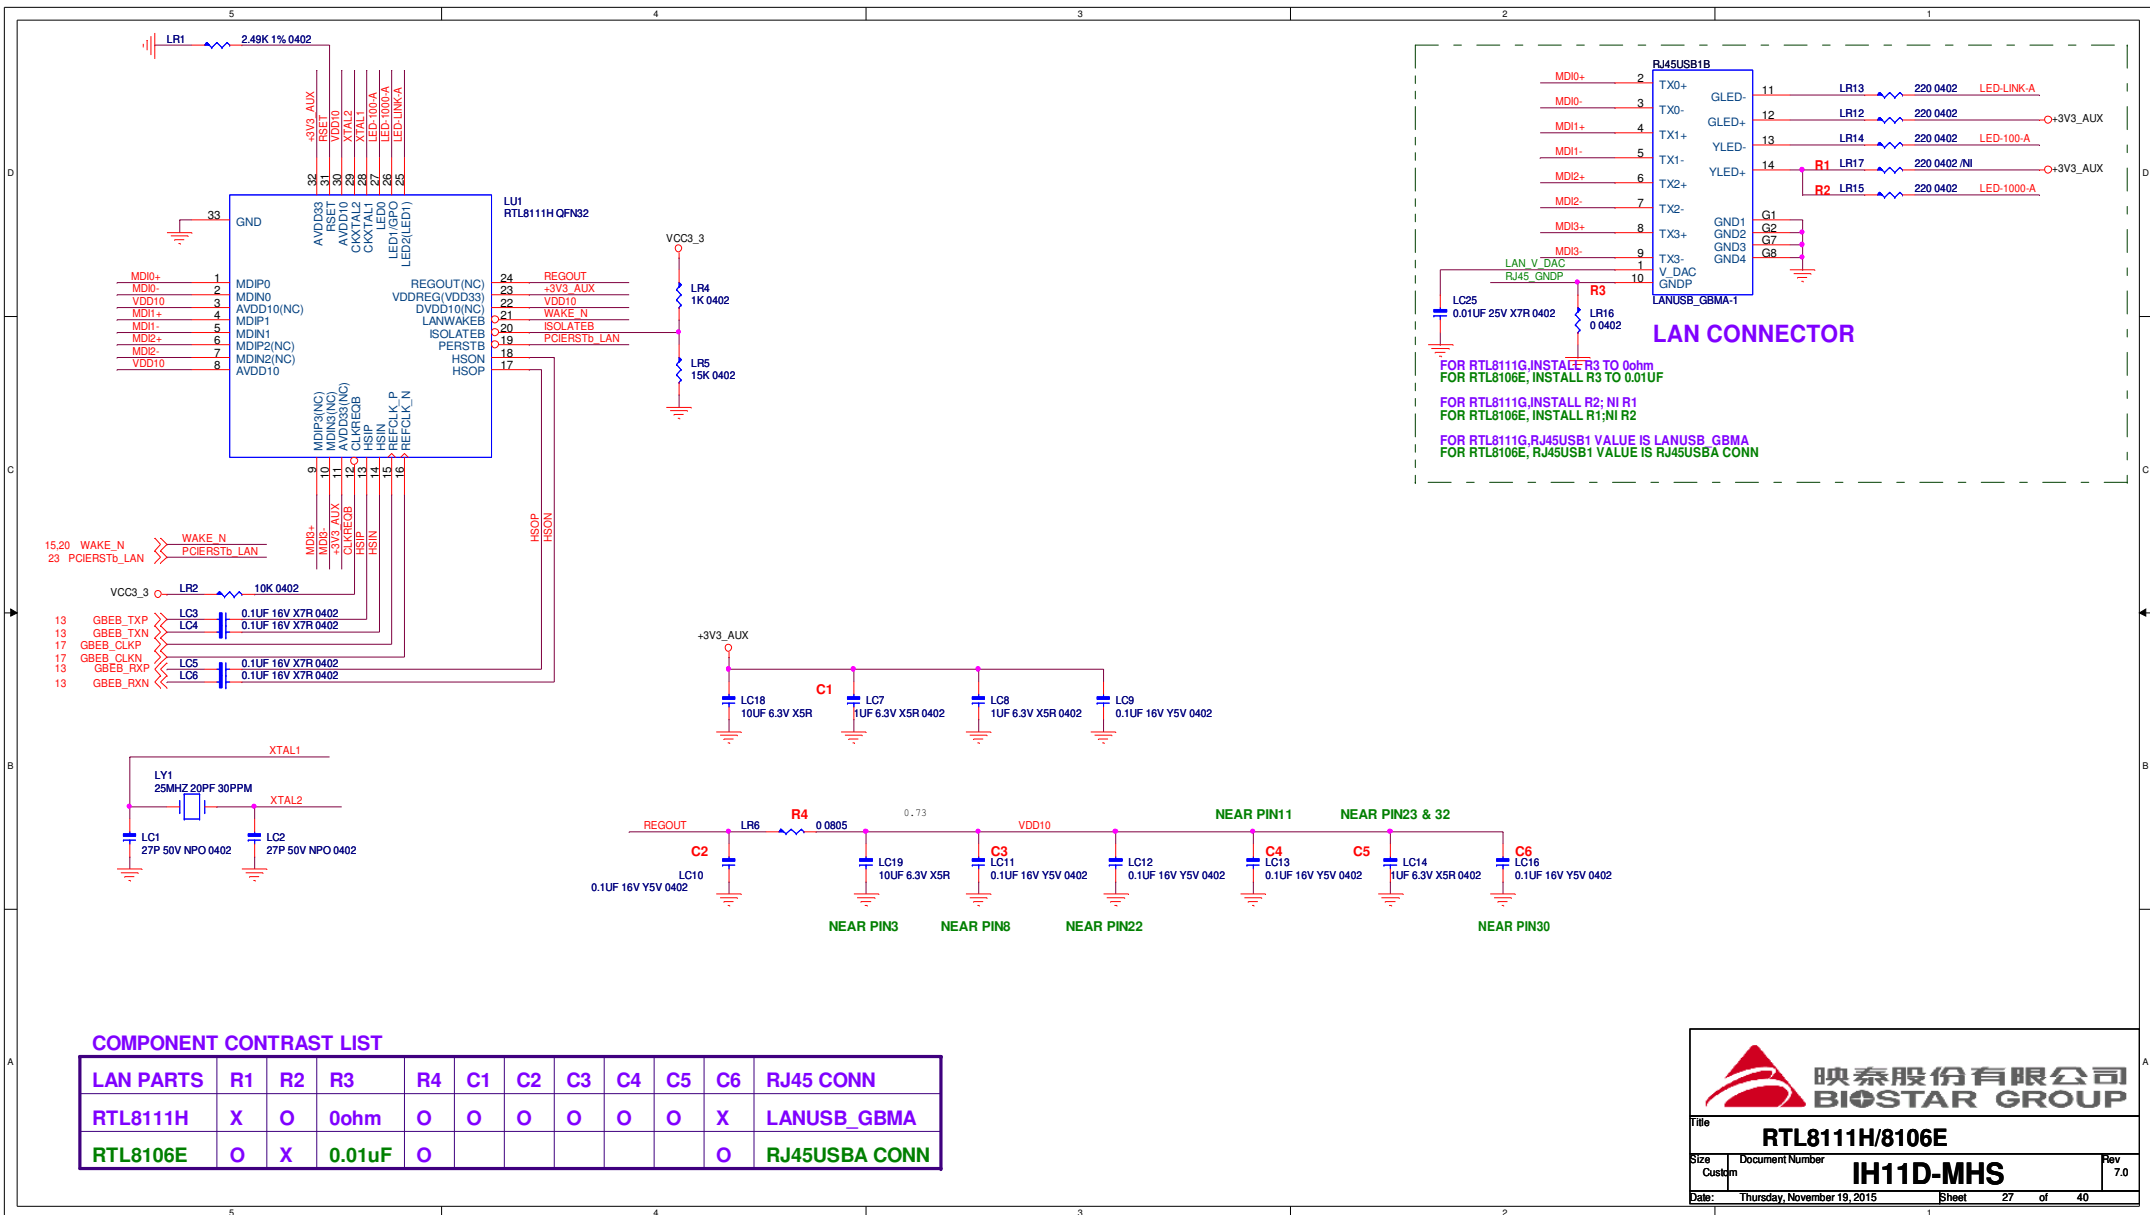 5 4 3 2 1
LR1 2.49K 1% 0402
+3V3_AUX
RSET
VDD10
XTAL2
XTAL1
LED-100-A
LED-1000-A
LED-LINK-A
32 31 30 29 28 27 26 25
AVDD33
RSET
AVDD10
CKXTAL2
CKXTAL1
LED0
LED1/GPO
LED2(LED1)
LU1
RTL8111H QFN32
33 GND
MDI0+ 1 MDIP0
MDI0- 2 MDIN0
VDD10 3 AVDD10(NC)
MDI1+ 4 MDIP1
MDI1- 5 MDIN1
MDI2+ 6 MDIP2(NC)
MDI2- 7 MDIN2(NC)
VDD10 8 AVDD10
REGOUT(NC) 24 REGOUT
VDDREG(VDD33) 23 +3V3_AUX
DVDD10(NC) 22 VDD10
LANWAKEB 21 WAKE_N
ISOLATEB 20 ISOLATEB
PERSTB 19 PCIERSTb_LAN
HSON 18
HSOP 17
MDIP3(NC)
MDIN3(NC)
AVDD33(NC)
CLKREQB
HSIP
HSIN
REFCLK_P
REFCLK_N
9 10 11 12 13 14 15 16
MDI3+
MDI3-
+3V3_AUX
CLKREQB
HSIP
HSIN
HSOP
HSON
VCC3_3
LR4
1K 0402
LR5
15K 0402
15,20 WAKE_N WAKE_N
23 PCIERSTb_LAN PCIERSTb_LAN
VCC3_3 LR2 10K 0402
13 GBEB_TXP LC3 0.1UF 16V X7R 0402
13 GBEB_TXN LC4 0.1UF 16V X7R 0402
17 GBEB_CLKP
17 GBEB_CLKN
13 GBEB_RXP LC5 0.1UF 16V X7R 0402
13 GBEB_RXN LC6 0.1UF 16V X7R 0402
RJ45USB1B
MDI0+ 2 TX0+
MDI0- 3 TX0-
MDI1+ 4 TX1+
MDI1- 5 TX1-
MDI2+ 6 TX2+
MDI2- 7 TX2-
MDI3+ 8 TX3+
MDI3- 9 TX3-
LAN_V_DAC 1 V_DAC
RJ45_GNDP 10 GNDP
GLED- 11 LR13 220 0402 LED-LINK-A
GLED+ 12 LR12 220 0402 +3V3_AUX
YLED- 13 LR14 220 0402 LED-100-A
YLED+ 14 R1 LR17 220 0402 /NI +3V3_AUX
R2 LR15 220 0402 LED-1000-A
GND1 G1
GND2 G2
GND3 G7
GND4 G8
LANUSB_GBMA-1
LC25
0.01UF 25V X7R 0402
R3
LR16
0 0402
LAN CONNECTOR
FOR RTL8111G,INSTALL R3 TO 0ohm
FOR RTL8106E, INSTALL R3 TO 0.01UF
FOR RTL8111G,INSTALL R2; NI R1
FOR RTL8106E, INSTALL R1;NI R2
FOR RTL8111G,RJ45USB1 VALUE IS LANUSB_GBMA
FOR RTL8106E, RJ45USB1 VALUE IS RJ45USBA CONN
+3V3_AUX
LC18
10UF 6.3V X5R
C1
LC7
1UF 6.3V X5R 0402
LC8
1UF 6.3V X5R 0402
LC9
0.1UF 16V Y5V 0402
XTAL1
LY1
25MHZ 20PF 30PPM
XTAL2
LC1
27P 50V NPO 0402
LC2
27P 50V NPO 0402
REGOUT LR6 R4 0 0805 0.73 VDD10
NEAR PIN11 NEAR PIN23 & 32
C2
LC10
0.1UF 16V Y5V 0402
LC19
10UF 6.3V X5R
C3
LC11
0.1UF 16V Y5V 0402
LC12
0.1UF 16V Y5V 0402
C4
LC13
0.1UF 16V Y5V 0402
C5
LC14
1UF 6.3V X5R 0402
C6
LC16
0.1UF 16V Y5V 0402
NEAR PIN3 NEAR PIN8 NEAR PIN22 NEAR PIN30
COMPONENT CONTRAST LIST
LAN PARTS R1 R2 R3 R4 C1 C2 C3 C4 C5 C6 RJ45 CONN
RTL8111H X O 0ohm O O O O O O X LANUSB_GBMA
RTL8106E O X 0.01uF O O RJ45USBA CONN
映泰股份有限公司
BIOSTAR GROUP
Title
RTL8111H/8106E
Size Document Number Rev
Custom IH11D-MHS 7.0
Date: Thursday, November 19, 2015 Sheet 27 of 40
D D
C C
B B
A A
5 4 3 2 1